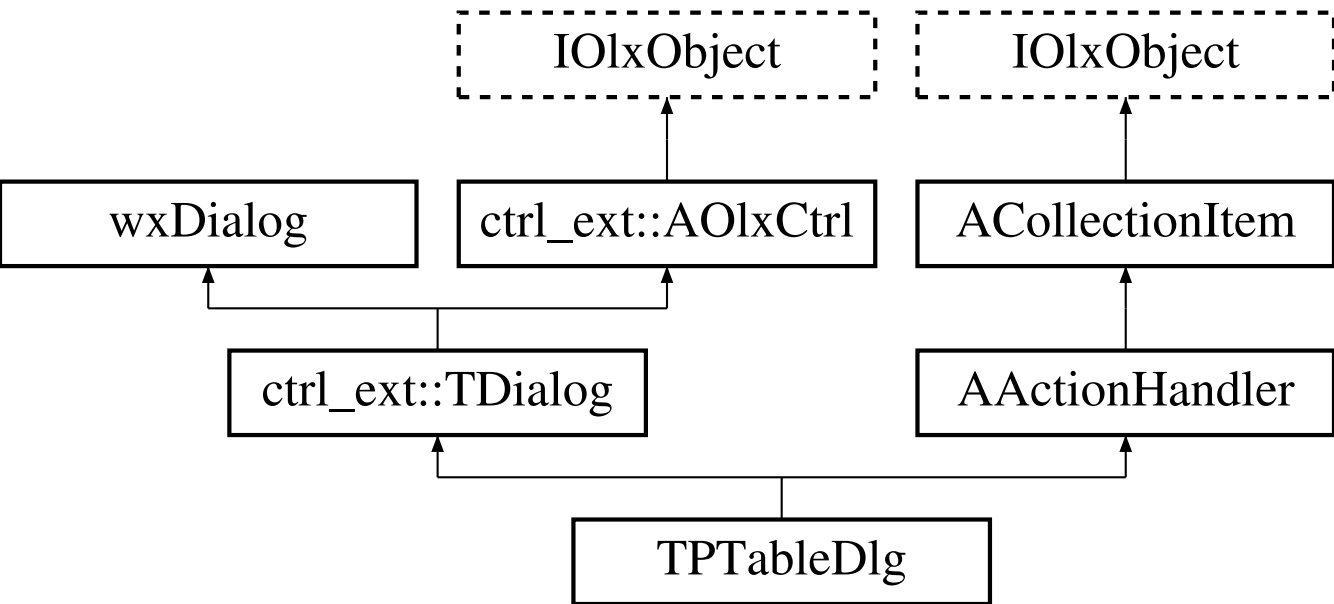 IOlxObject
IOlxObject
wxDialog
ctrl_ext::AOlxCtrl
ACollectionItem
ctrl_ext::TDialog
AActionHandler
TPTableDlg